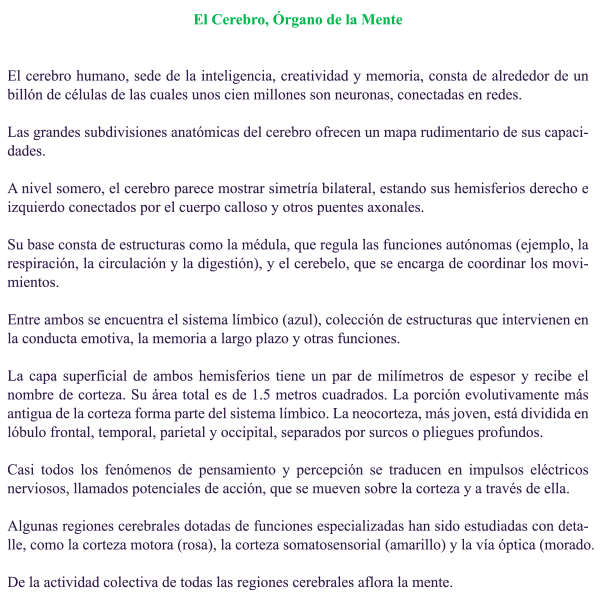 El Cerebro, Órgano de la Mente
El cerebro humano, sede de la inteligencia, creatividad y memoria, consta de alrededor de un
billón de células de las cuales unos cien millones son neuronas, conectadas en redes.
Las grandes subdivisiones anatómicas del cerebro ofrecen un mapa rudimentario de sus capaci-
dades.
A nivel somero, el cerebro parece mostrar simetría bilateral, estando sus hemisferios derecho e
izquierdo conectados por el cuerpo calloso y otros puentes axonales.
Su base consta de estructuras como la médula, que regula las funciones autónomas (ejemplo, la
respiración, la circulación y la digestión), y el cerebelo, que se encarga de coordinar los movi-
mientos.
Entre ambos se encuentra el sistema límbico (azul), colección de estructuras que intervienen en
la conducta emotiva, la memoria a largo plazo y otras funciones.
La capa superficial de ambos hemisferios tiene un par de milímetros de espesor y recibe el
nombre de corteza. Su área total es de 1.5 metros cuadrados. La porción evolutivamente más
antigua de la corteza forma parte del sistema límbico. La neocorteza, más joven, está dividida en
lóbulo frontal, temporal, parietal y occipital, separados por surcos o pliegues profundos.
Casi todos los fenómenos de pensamiento y percepción se traducen en impulsos eléctricos
nerviosos, llamados potenciales de acción, que se mueven sobre la corteza y a través de ella.
Algunas regiones cerebrales dotadas de funciones especializadas han sido estudiadas con deta-
lle, como la corteza motora (rosa), la corteza somatosensorial (amarillo) y la vía óptica (morado.
De la actividad colectiva de todas las regiones cerebrales aflora la mente.